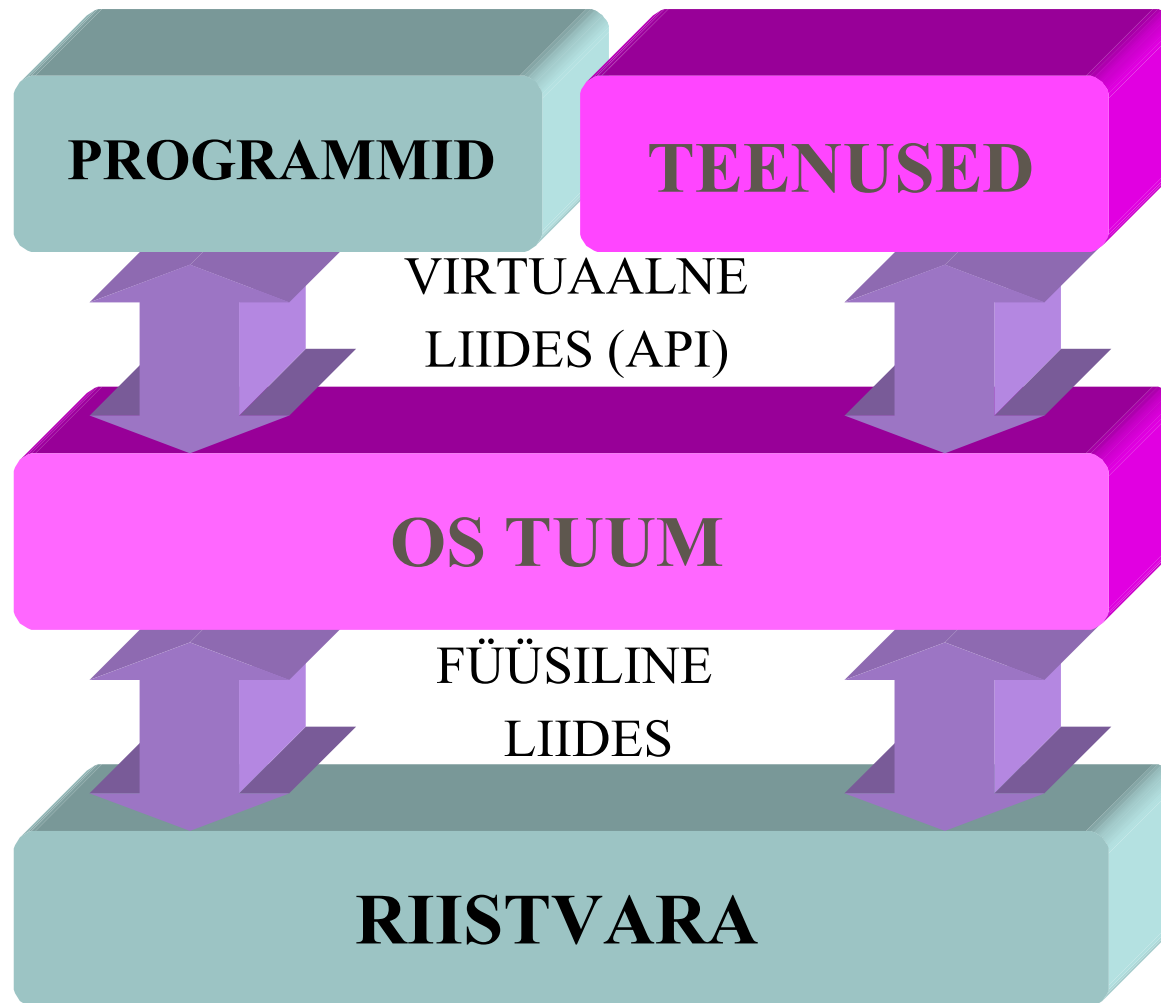 PROGRAMMID
TEENUSED
VIRTUAALNE
LIIDES (API)
OS TUUM
FÜÜSILINE
LIIDES
RIISTVARA